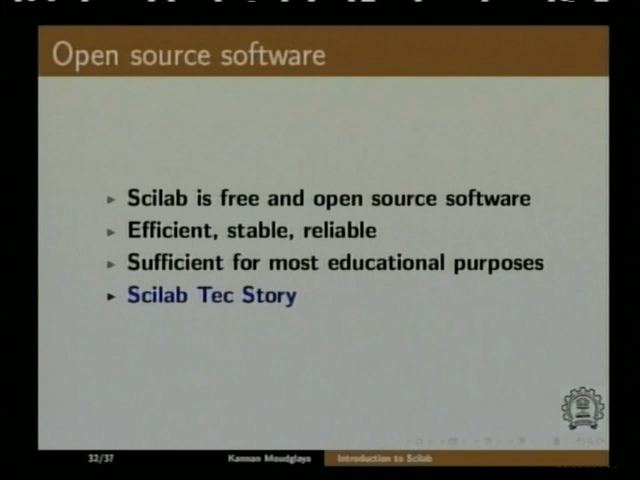 Open source software
Scilab is free and open source software
Efficient, stable, reliable
Sufficient for most educational purposes
Scilab Tec Story
32/37 Kannan Moudgalya Introduction to Scilab